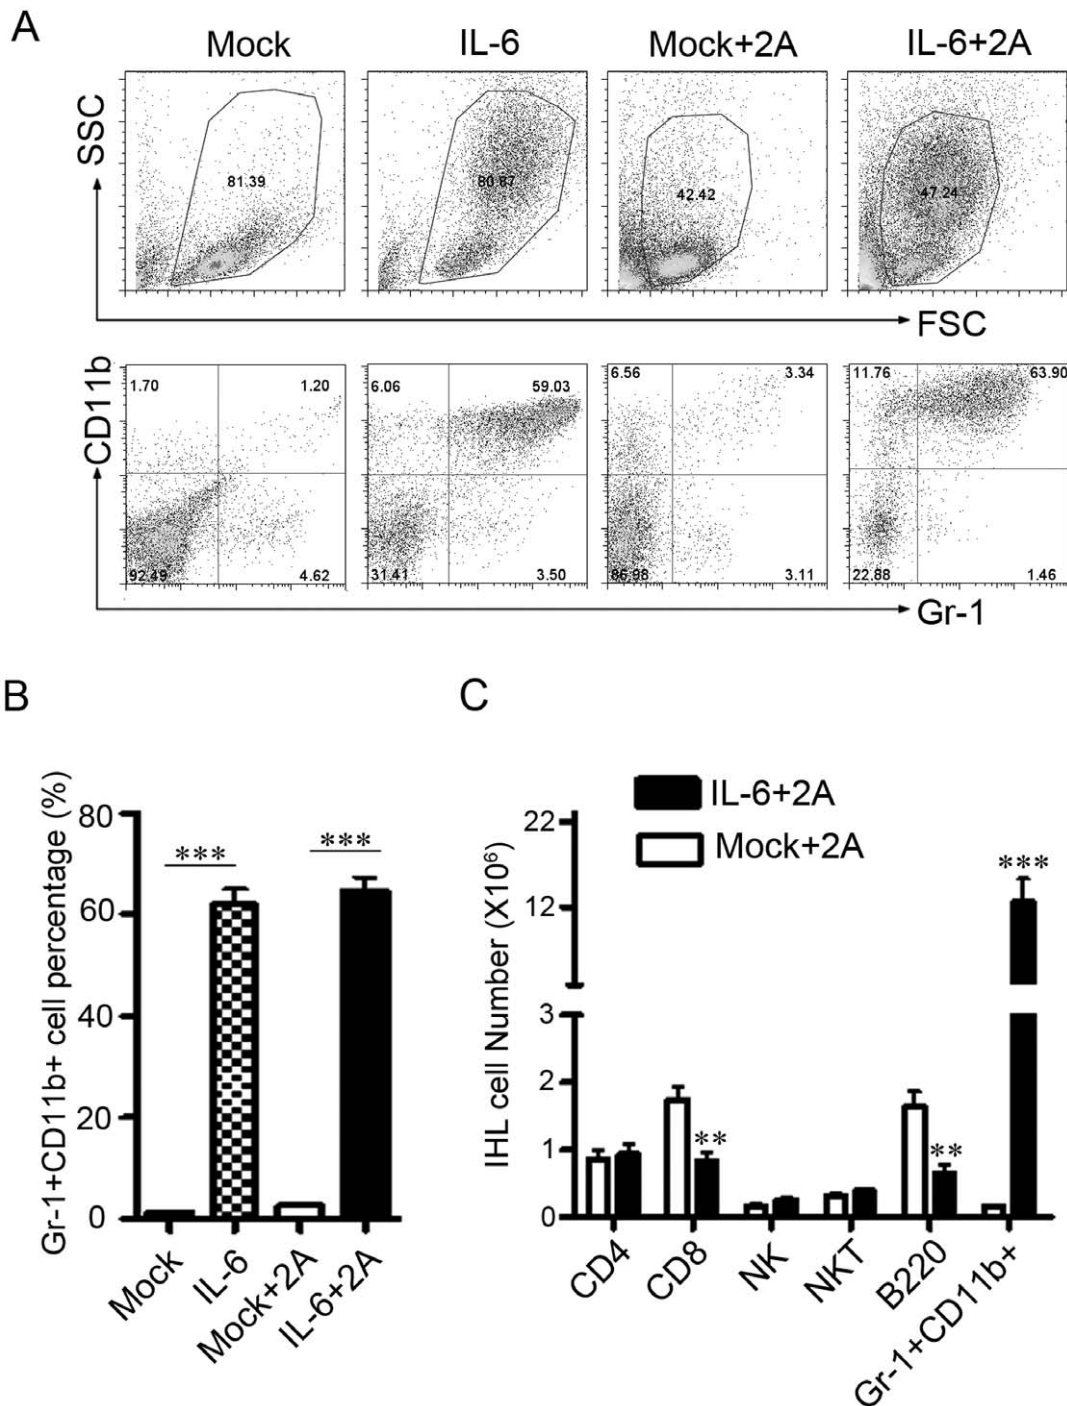 A
Mock
IL-6
Mock+2A
IL-6+2A
SSC
81.39
80.87
42.42
47.24
FSC
CD11b
1.70
1.20
6.06
59.03
6.56
3.34
11.76
63.90
92.49
4.62
31.41
3.50
86.98
3.11
22.88
1.46
Gr-1
B
Gr-1+CD11b+ cell percentage (%)
80
60
40
20
0
***
***
Mock
IL-6
Mock+2A
IL-6+2A
C
IL-6+2A
Mock+2A
IHL cell Number (X10⁶)
22
12
3
2
1
0
**
**
***
CD4
CD8
NK
NKT
B220
Gr-1+CD11b+